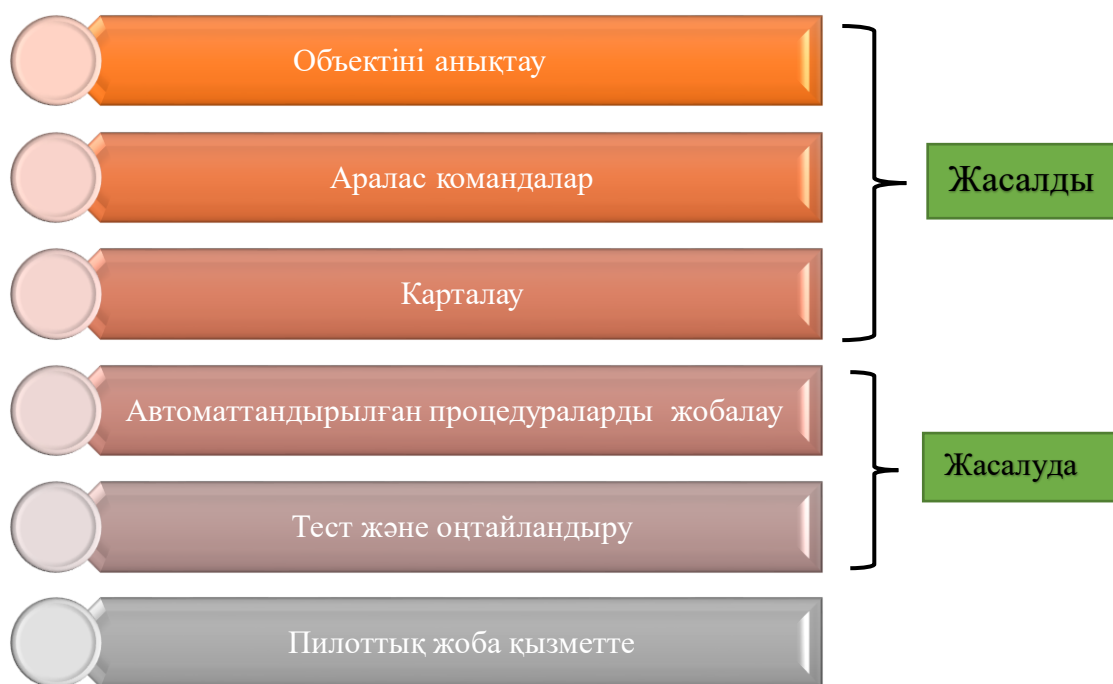 Объектіні анықтау
Аралас командалар
Жасалды
Карталау
Автоматтандырылған процедураларды жобалау
Жасалуда
Тест және оңтайландыру
Пилоттық жоба қызметте